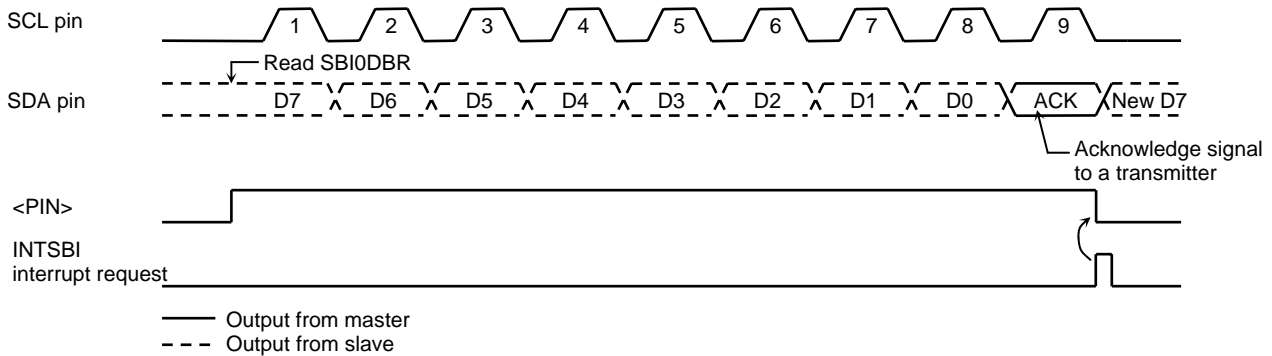 SCL pin
1 2 3 4 5 6 7 8 9
Read SBI0DBR
SDA pin
D7 D6 D5 D4 D3 D2 D1 D0 ACK New D7
Acknowledge signal
to a transmitter
<PIN>
INTSBI
interrupt request
Output from master
Output from slave